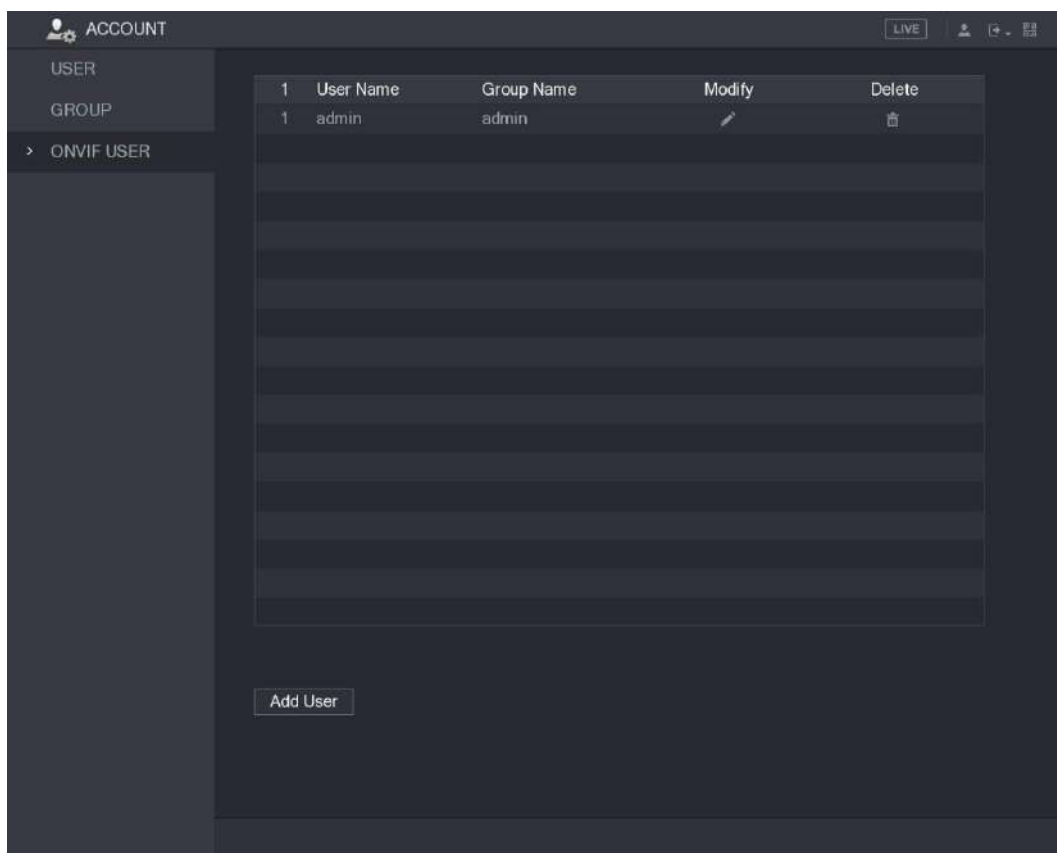 ACCOUNT LIVE
USER
GROUP
> ONVIF USER
1 User Name Group Name Modify Delete
1 admin admin
Add User